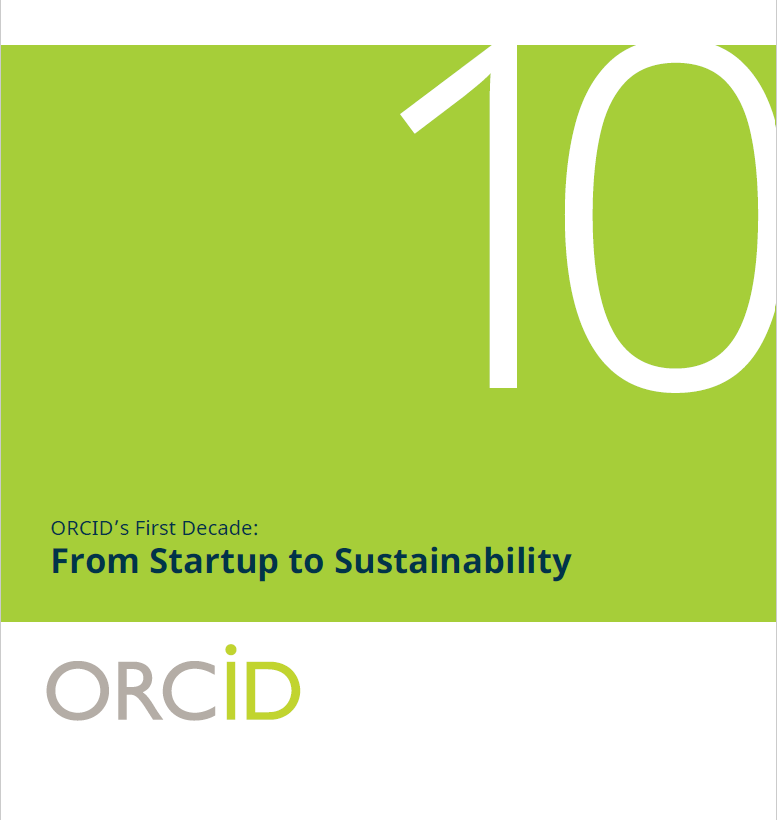 10
ORCID’s First Decade:
From Startup to Sustainability
ORCiD